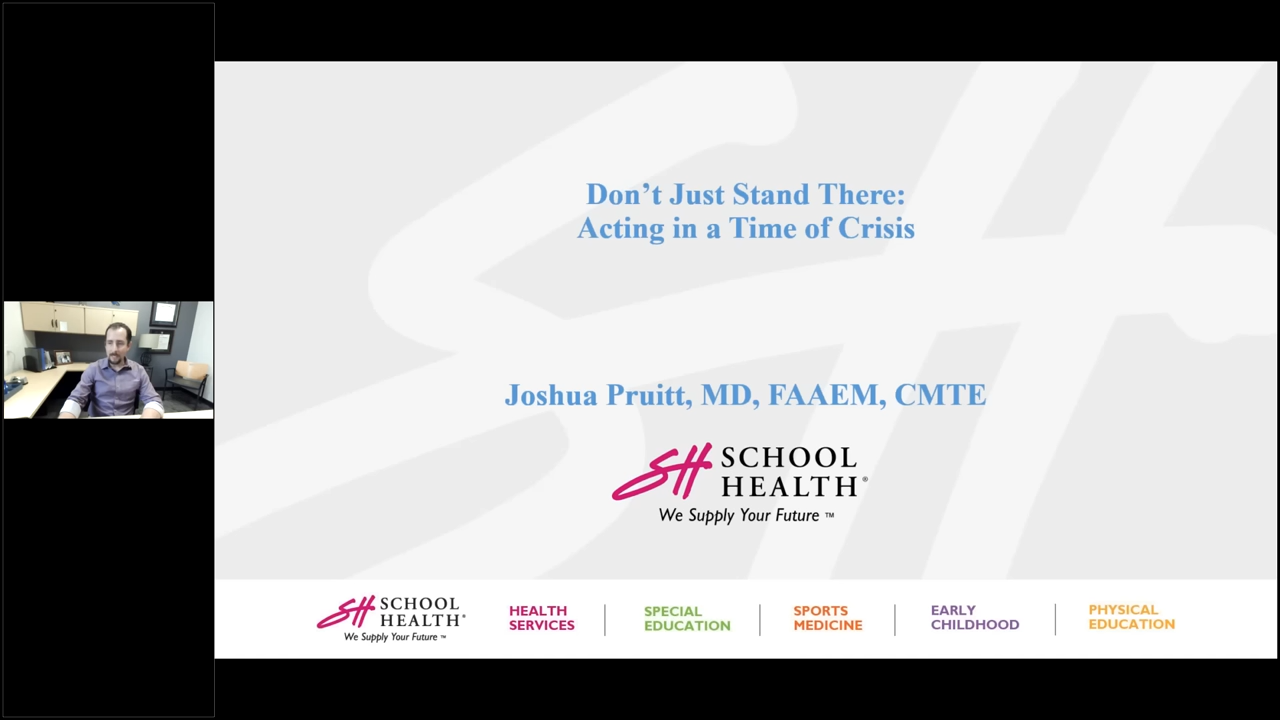 Don't Just Stand There:
Acting in a Time of Crisis
Joshua Pruitt, MD, FAAEM, CMTE
SH SCHOOL
HEALTH®
We Supply Your Future ™
SH SCHOOL
HEALTH®
We Supply Your Future ™
HEALTH
SERVICES
SPECIAL
EDUCATION
SPORTS
MEDICINE
EARLY
CHILDHOOD
PHYSICAL
EDUCATION